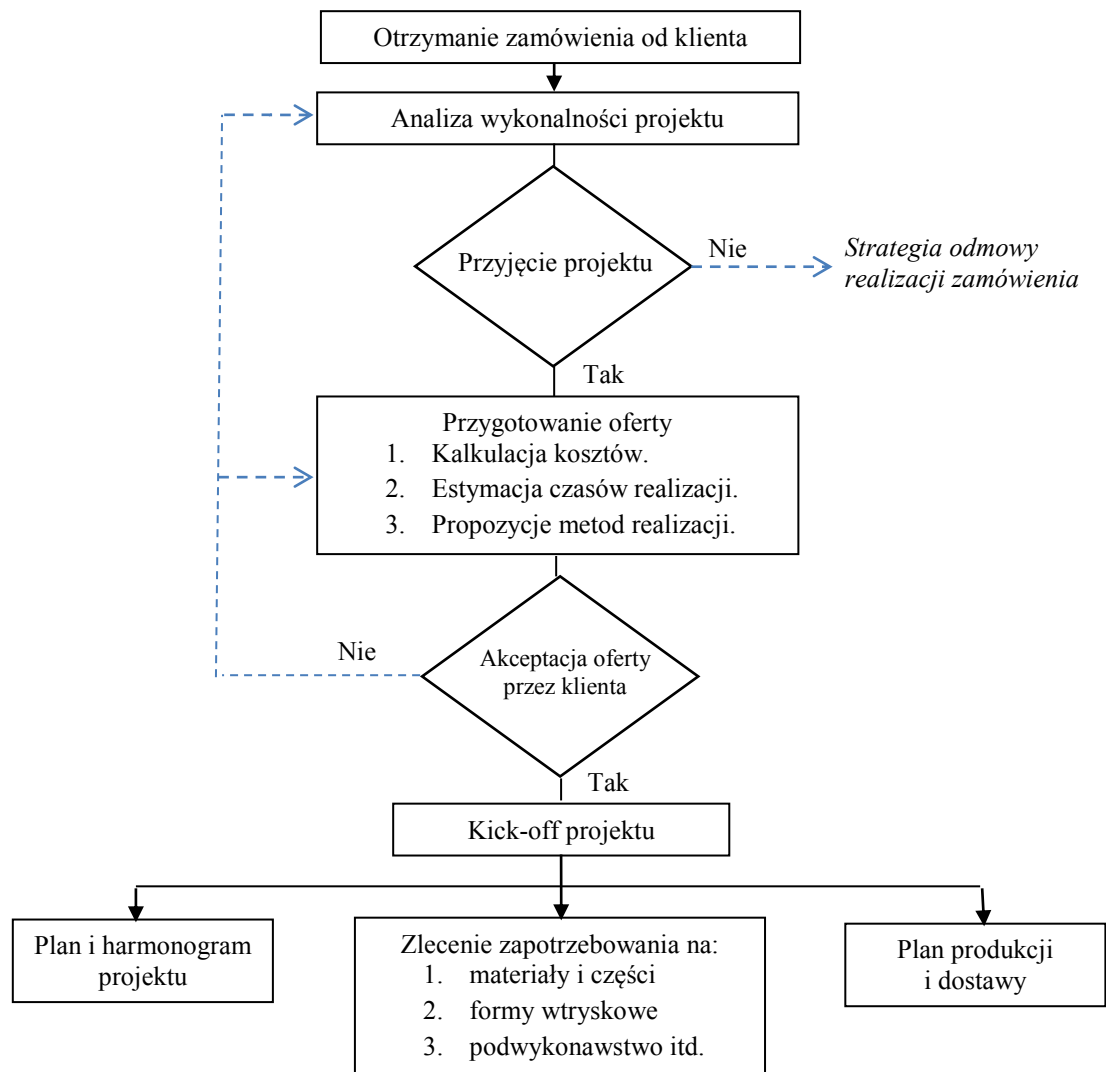 Otrzymanie zamówienia od klienta
Analiza wykonalności projektu
Przyjęcie projektu
Nie
Strategia odmowy
realizacji zamówienia
Tak
Przygotowanie oferty
1. Kalkulacja kosztów.
2. Estymacja czasów realizacji.
3. Propozycje metod realizacji.
Nie
Akceptacja oferty
przez klienta
Tak
Kick-off projektu
Plan i harmonogram
projektu
Zlecenie zapotrzebowania na:
1. materiały i części
2. formy wtryskowe
3. podwykonawstwo itd.
Plan produkcji
i dostawy